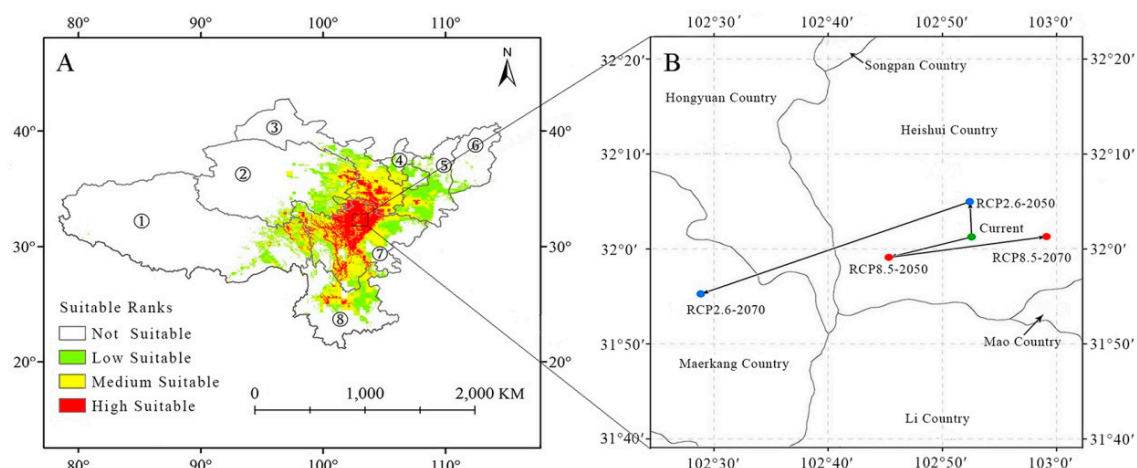 80° 90° 100° 110°
A
N
40° 40°
30° 30°
20° 20°
③
②
①
④
⑤
⑥
⑦
⑧
Suitable Ranks
Not Suitable
Low Suitable
Medium Suitable
High Suitable
0 1,000 2,000 KM
80° 90° 100° 110°
102°30′ 102°40′ 102°50′ 103°0′
B
32°20′ 32°20′
Songpan Country
Hongyuan Country
Heishui Country
32°10′ 32°10′
RCP2.6-2050
Current
32°0′ 32°0′
RCP8.5-2050
RCP8.5-2070
RCP2.6-2070
31°50′ 31°50′
Mao Country
Maerkang Country
Li Country
31°40′ 31°40′
102°30′ 102°40′ 102°50′ 103°0′